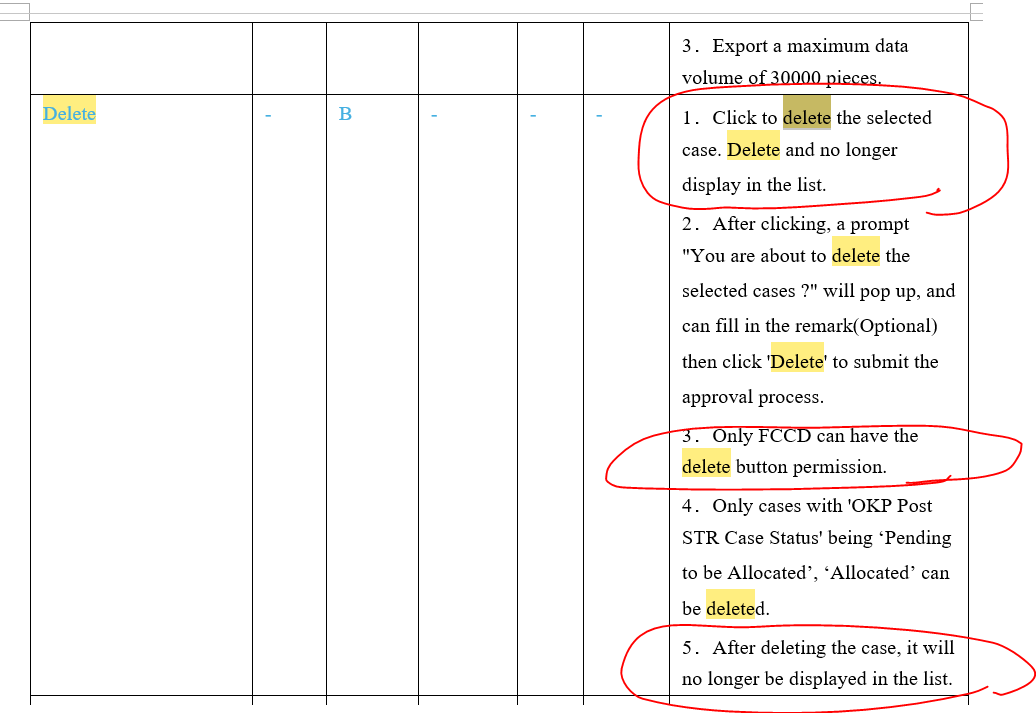 3. Export a maximum data
volume of 30000 pieces.
Delete - B - - - 1. Click to delete the selected
case. Delete and no longer
display in the list.
2. After clicking, a prompt
"You are about to delete the
selected cases ?" will pop up, and
can fill in the remark(Optional)
then click 'Delete' to submit the
approval process.
3. Only FCCD can have the
delete button permission.
4. Only cases with 'OKP Post
STR Case Status' being ‘Pending
to be Allocated’, ‘Allocated’ can
be deleted.
5. After deleting the case, it will
no longer be displayed in the list.